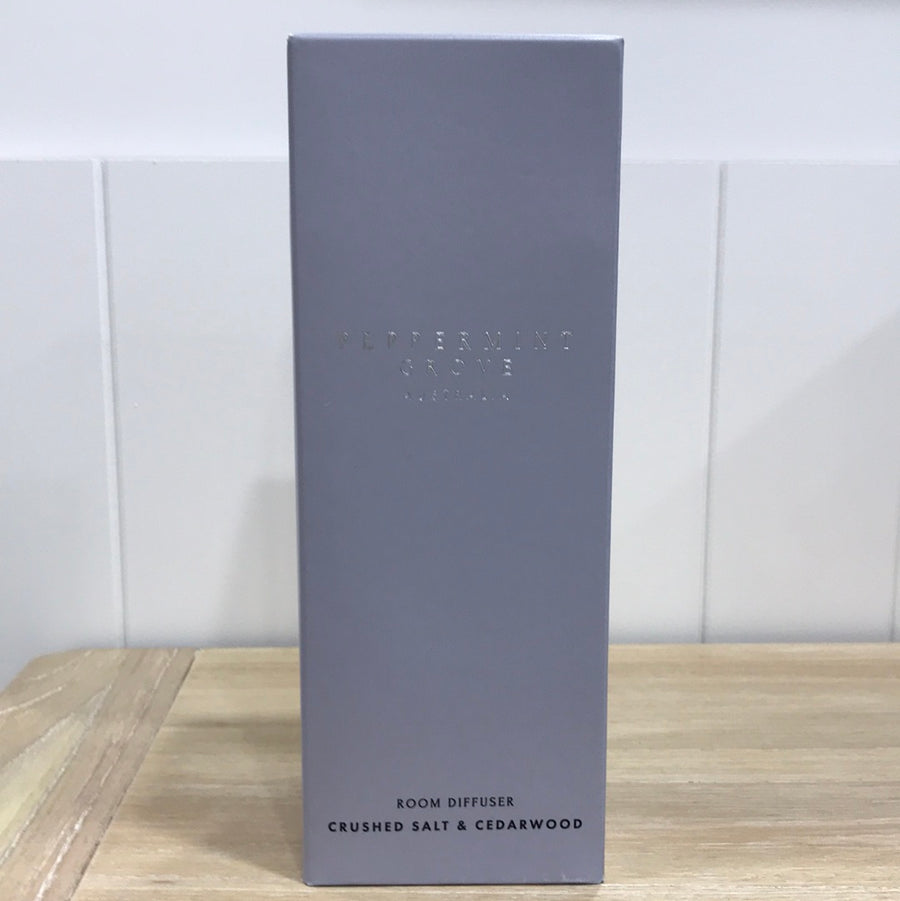 PEPPERMINT
GROVE
AUSTRALIA
ROOM DIFFUSER
CRUSHED SALT & CEDARWOOD